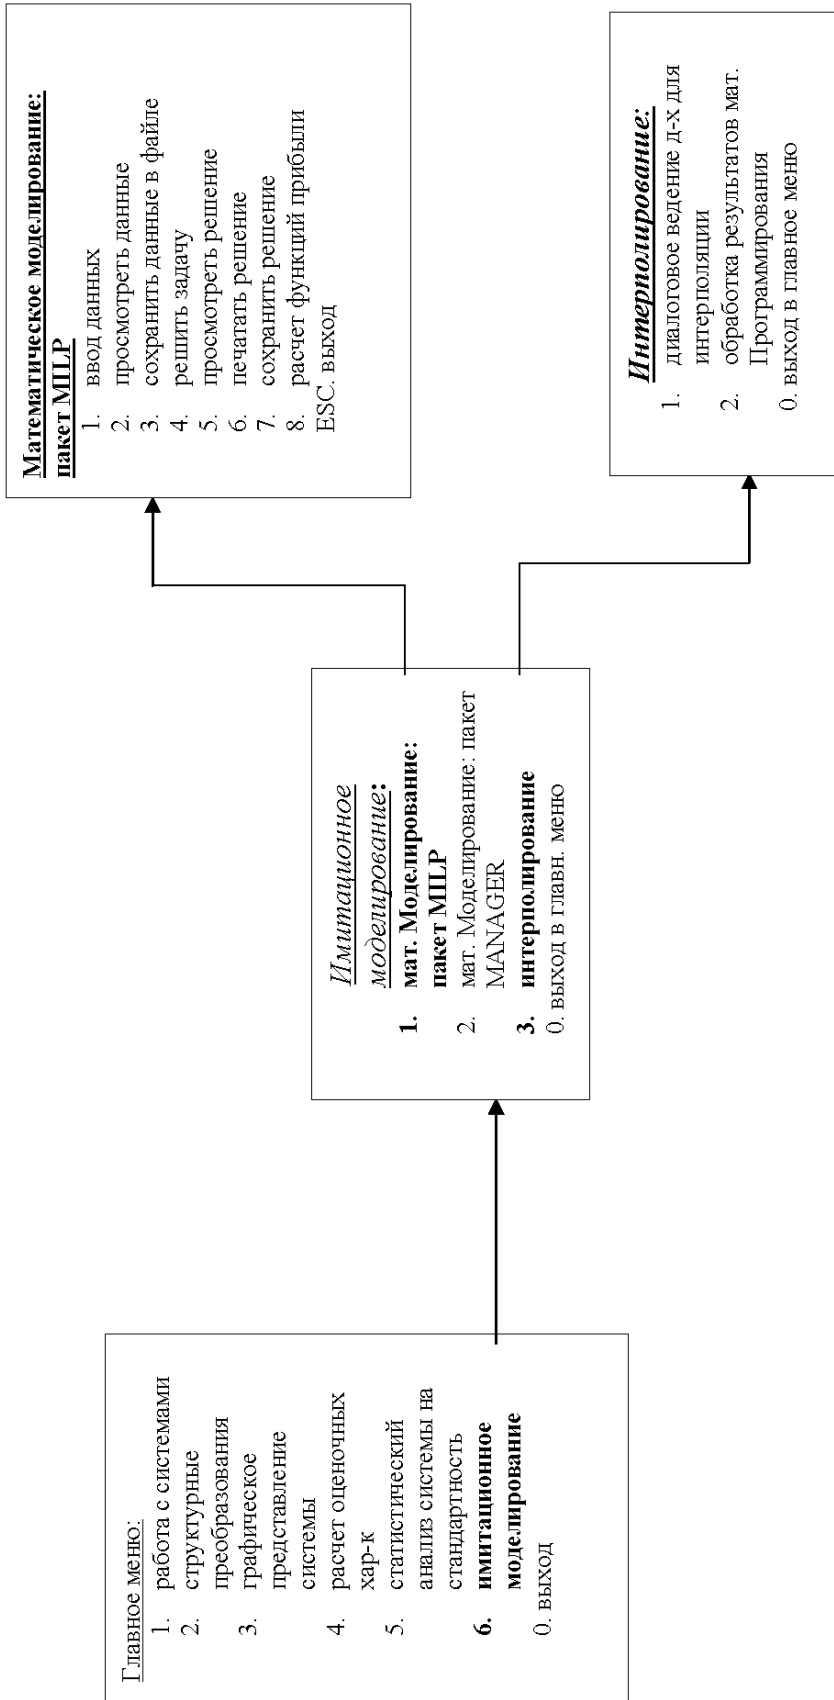 Главное меню:
1. работа с системами
2. структурные
преобразования
3. графическое
представление
системы
4. расчет оценочных
хар-к
5. статистический
анализ системы на
стандартность
6. имитационное
моделирование
0. выход
Имитационное
моделирование:
1. мат. Моделирование:
пакет MILP
2. мат. Моделирование: пакет
MANAGER
3. интерполирование
0. выход в главн. меню
Математическое моделирование:
пакет MILP
1. ввод данных
2. просмотреть данные
3. сохранить данные в файле
4. решить задачу
5. просмотреть решение
6. печатать решение
7. сохранить решение
8. расчет функций прибыли
ESC. выход
Интерполирование:
1. диалоговое ведение д-х для
интерполяции
2. обработка результатов мат.
Программирования
0. выход в главное меню